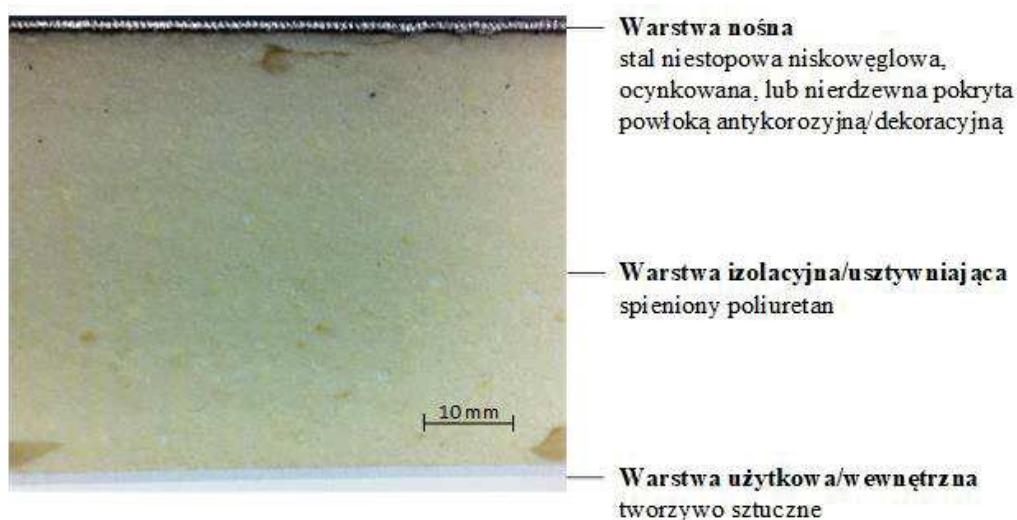 Warstwa nośna
stal niestopowa niskowęglowa,
ocynkowana, lub nierdzewna pokryta
powłoką antykorozyjną/dekoracyjną
Warstwa izolacyjna/usztywniająca
spieniony poliuretan
10 mm
Warstwa użytkowa/wewnętrzna
tworzywo sztuczne